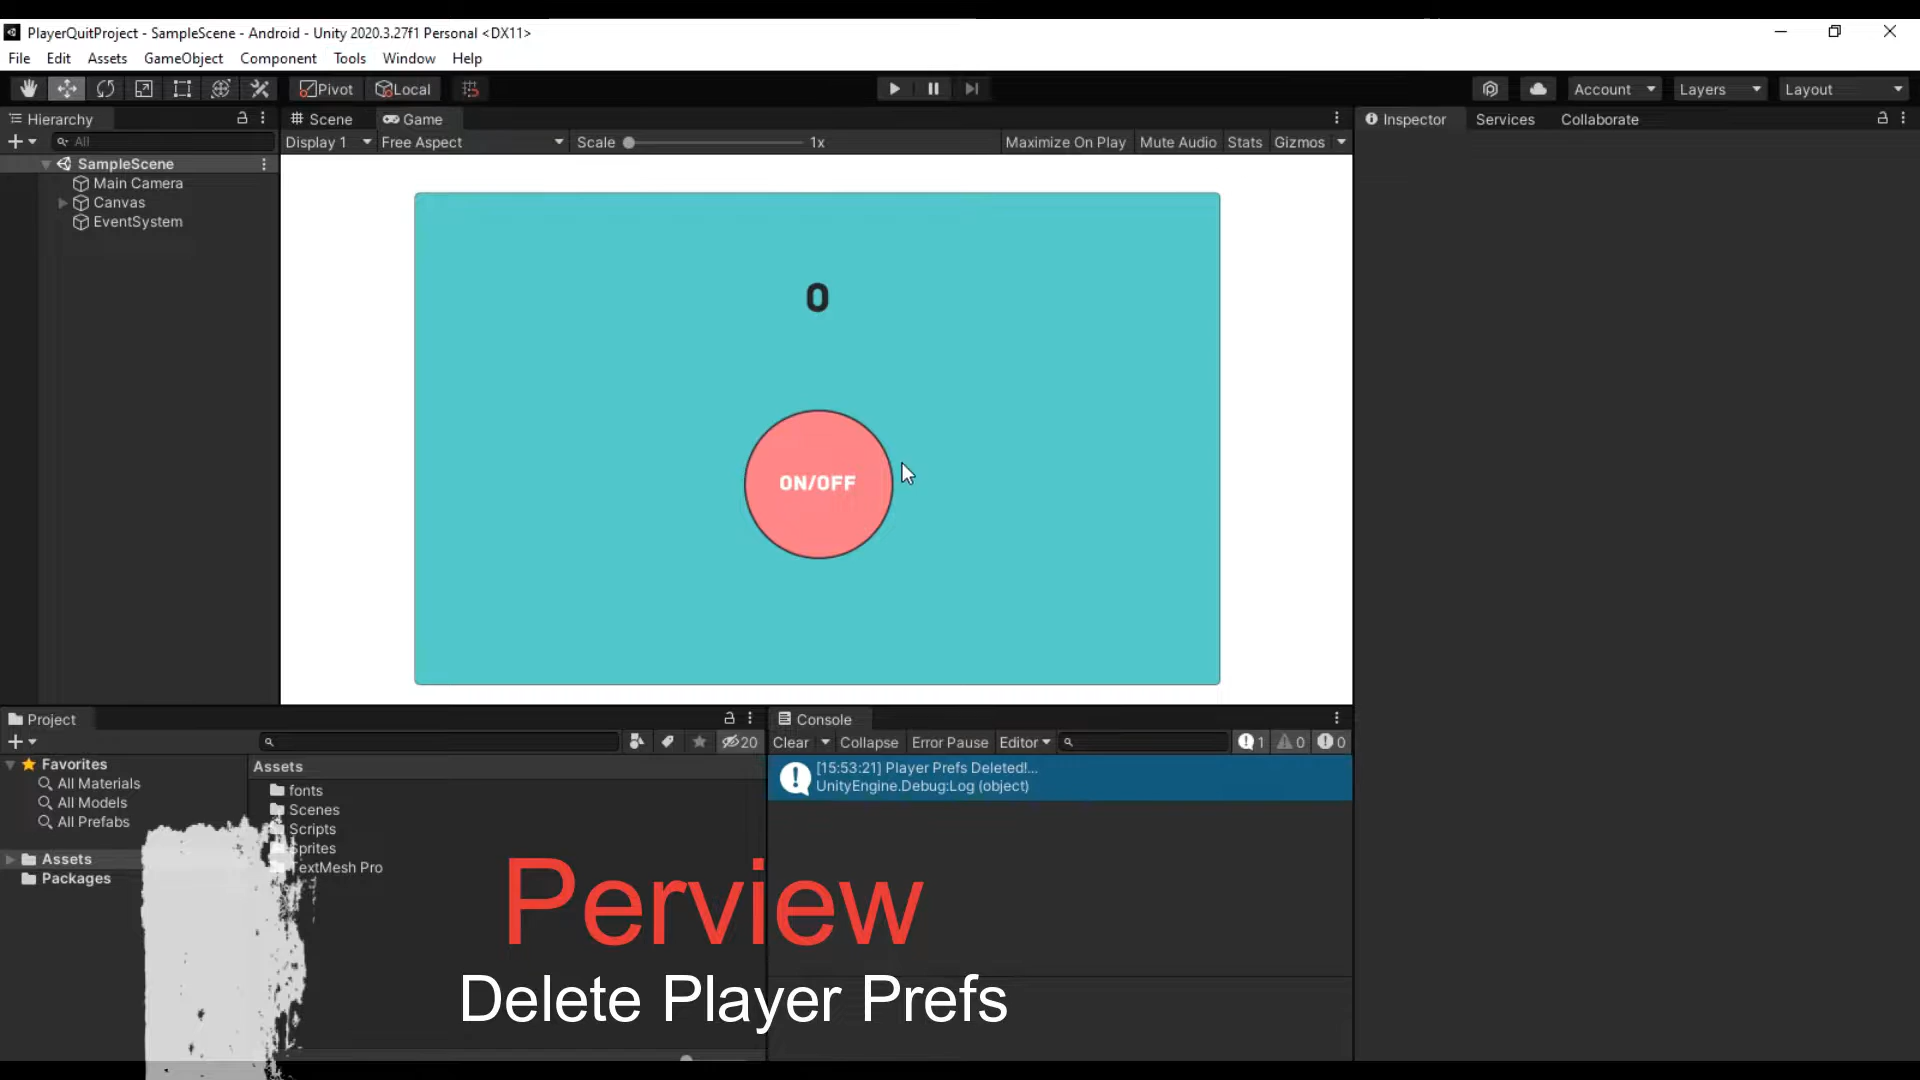 PlayerQuitProject - SampleScene - Android - Unity 2020.3.27f1 Personal <DX11>
File Edit Assets GameObject Component Tools Window Help
Pivot Local Account Layers Layout
Hierarchy
All
SampleScene
Main Camera
Canvas
EventSystem
Scene Game
Display 1 Free Aspect Scale 1x Maximize On Play Mute Audio Stats Gizmos
0
ON/OFF
Inspector Services Collaborate
Project
20
Favorites
All Materials
All Models
All Prefabs
Assets
Packages
Assets
fonts
Scenes
Scripts
Sprites
TextMesh Pro
Console
Clear Collapse Error Pause Editor 1 0 0
[15:53:21] Player Prefs Deleted!...
UnityEngine.Debug:Log (object)
Perview
Delete Player Prefs